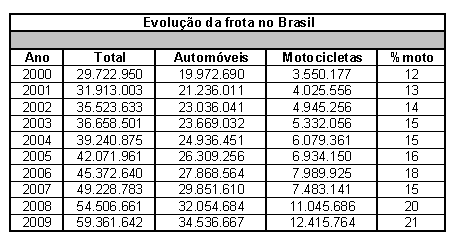 Evolução da frota no Brasil
Ano Total Automóveis Motocicletas % moto
2000 29.722.950 19.972.690 3.550.177 12
2001 31.913.003 21.236.011 4.025.556 13
2002 35.523.633 23.036.041 4.945.256 14
2003 36.658.501 23.669.032 5.332.056 15
2004 39.240.875 24.936.451 6.079.361 15
2005 42.071.961 26.309.256 6.934.150 16
2006 45.372.640 27.868.564 7.989.925 18
2007 49.228.783 29.851.610 7.483.141 15
2008 54.506.661 32.054.684 11.045.686 20
2009 59.361.642 34.536.667 12.415.764 21